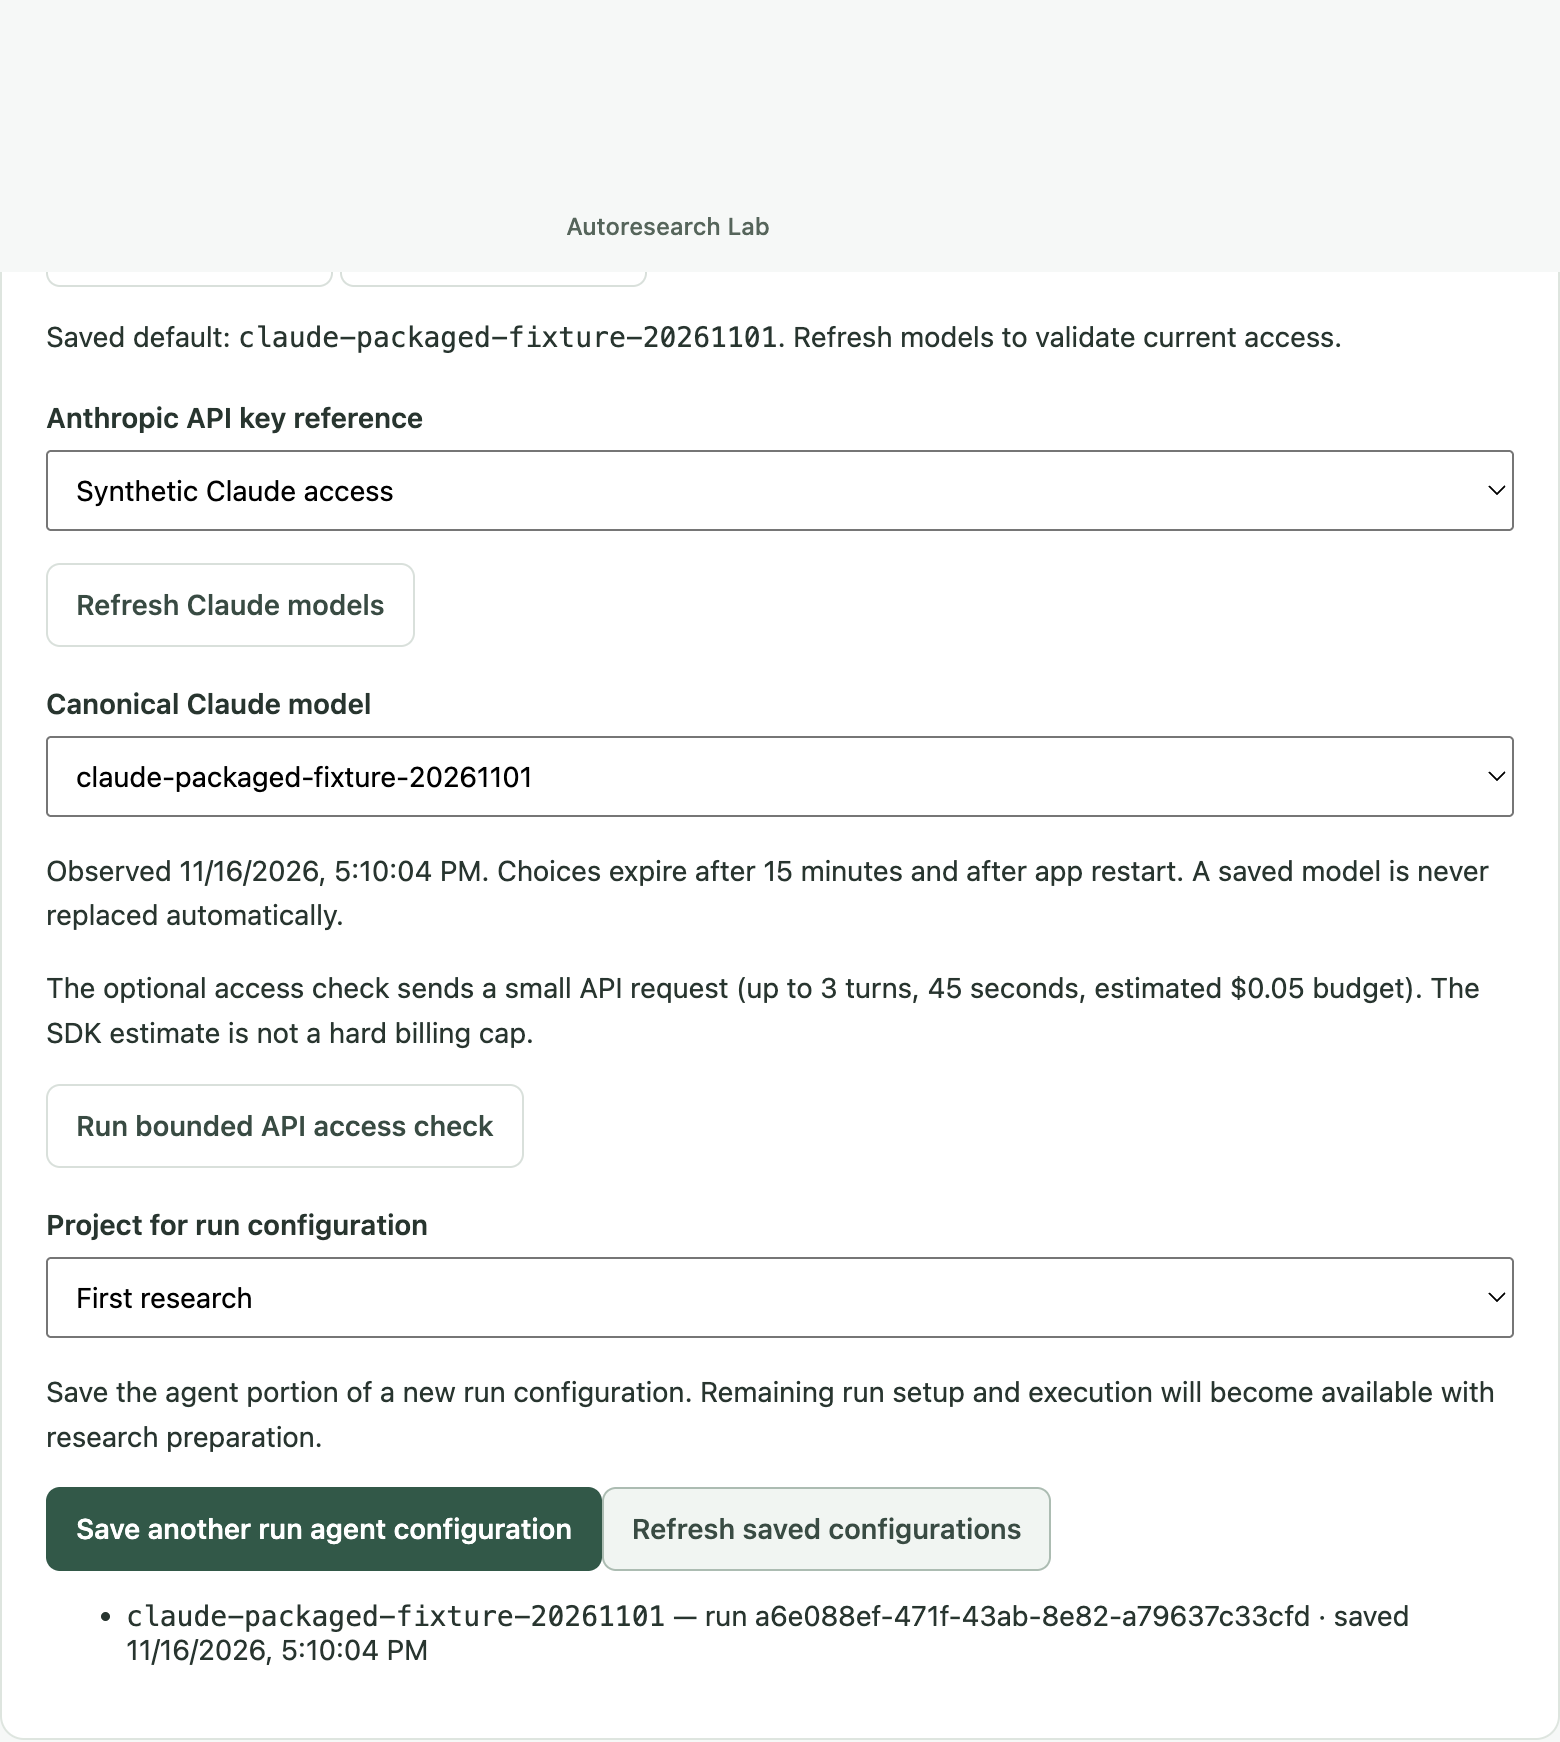 Autoresearch Lab
Saved default: claude-packaged-fixture-20261101. Refresh models to validate current access.
Anthropic API key reference
Synthetic Claude access
Refresh Claude models
Canonical Claude model
claude-packaged-fixture-20261101
Observed 11/16/2026, 5:10:04 PM. Choices expire after 15 minutes and after app restart. A saved model is never
replaced automatically.
The optional access check sends a small API request (up to 3 turns, 45 seconds, estimated $0.05 budget). The
SDK estimate is not a hard billing cap.
Run bounded API access check
Project for run configuration
First research
Save the agent portion of a new run configuration. Remaining run setup and execution will become available with
research preparation.
Save another run agent configuration
Refresh saved configurations
• claude-packaged-fixture-20261101 — run a6e088ef-471f-43ab-8e82-a79637c33cfd · saved
11/16/2026, 5:10:04 PM